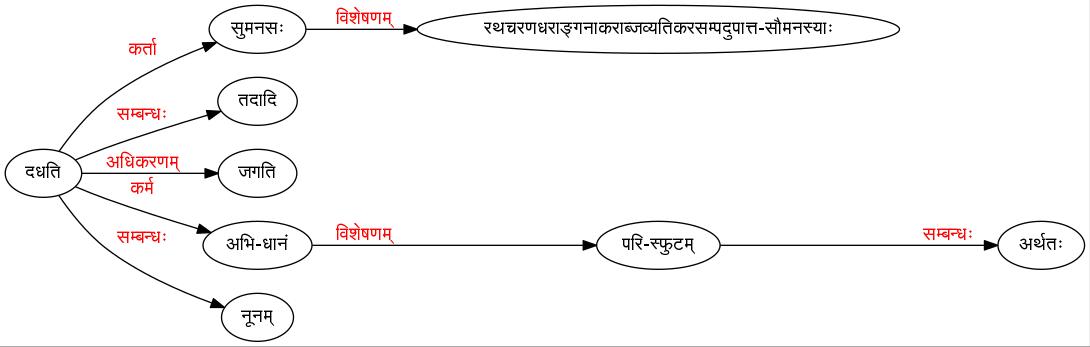 सुमनसः
विशेषणम्
रथचरणधराङ्गनाकराब्जव्यतिकरसम्पदुपात्त-सौमनस्याः
कर्ता
सम्बन्धः
तदादि
दधति
अधिकरणम्
जगति
कर्म
सम्बन्धः
अभि-धानं
विशेषणम्
परि-स्फुटम्
सम्बन्धः
अर्थतः
नूनम्